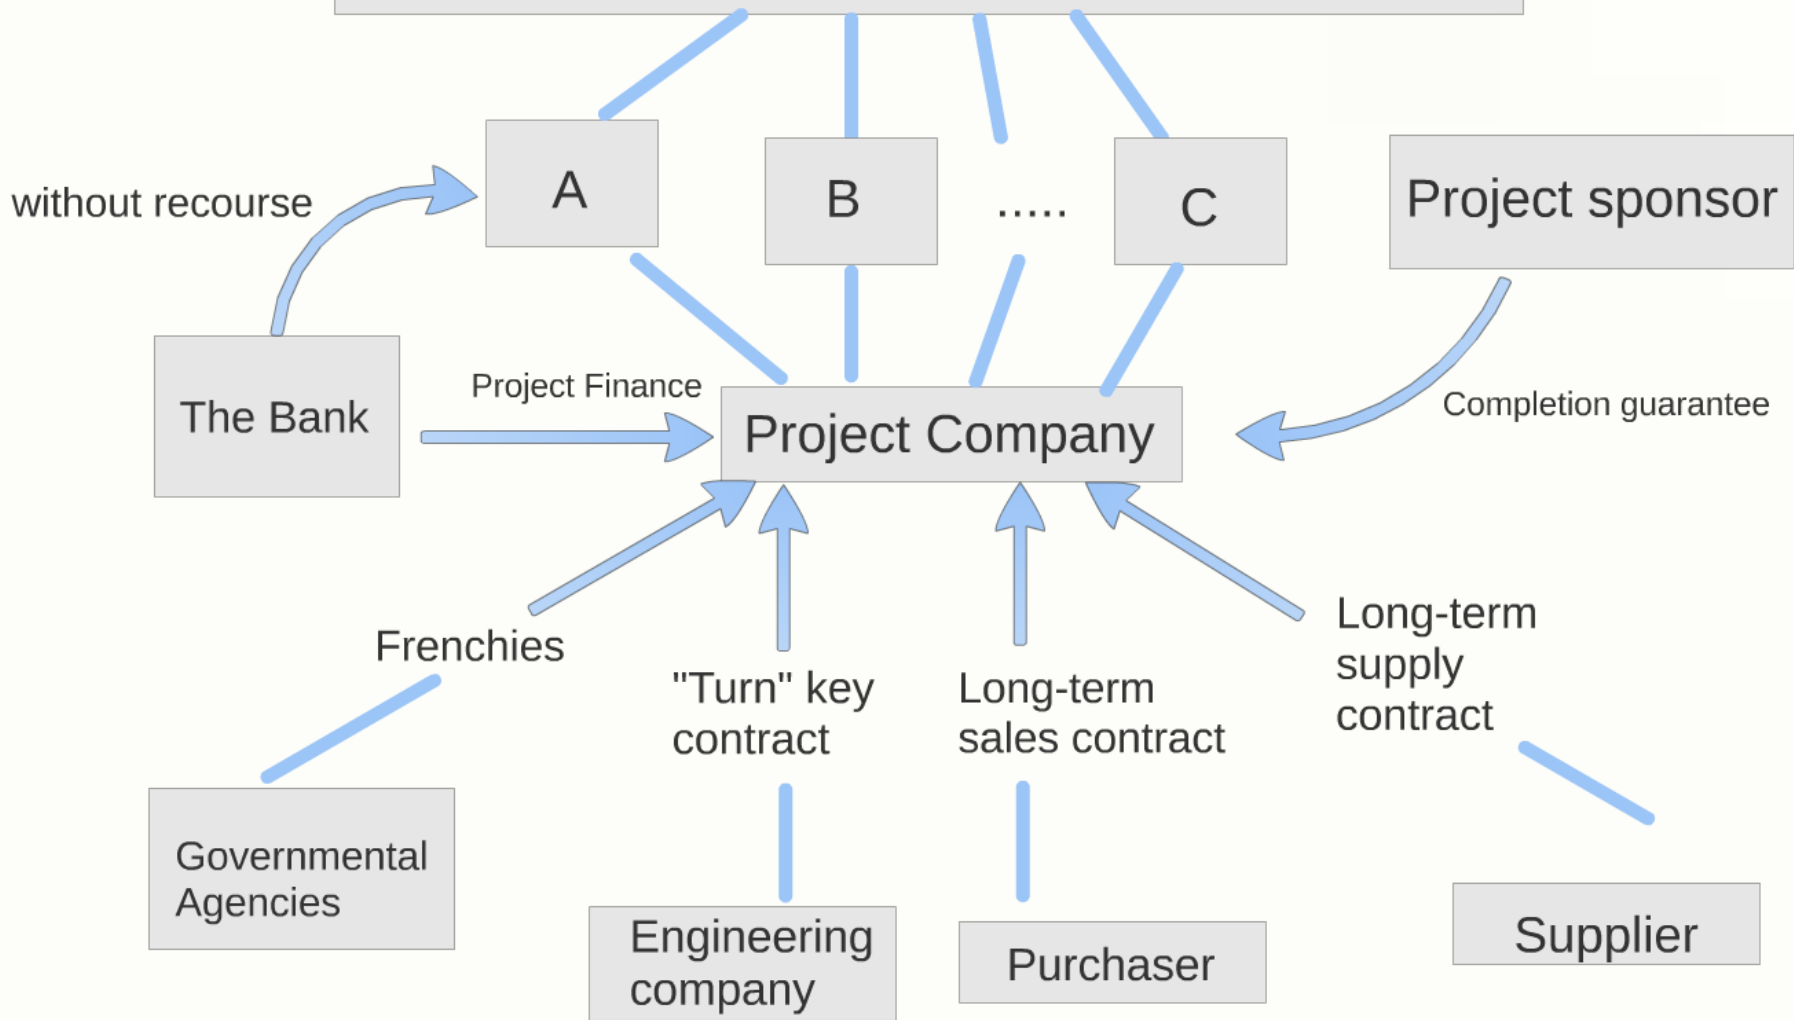 A
B
.....
C
Project sponsor
without recourse
The Bank
Project Finance
Project Company
Completion guarantee
Frenchies
"Turn" key
contract
Long-term
sales contract
Long-term
supply
contract
Governmental
Agencies
Engineering
company
Purchaser
Supplier